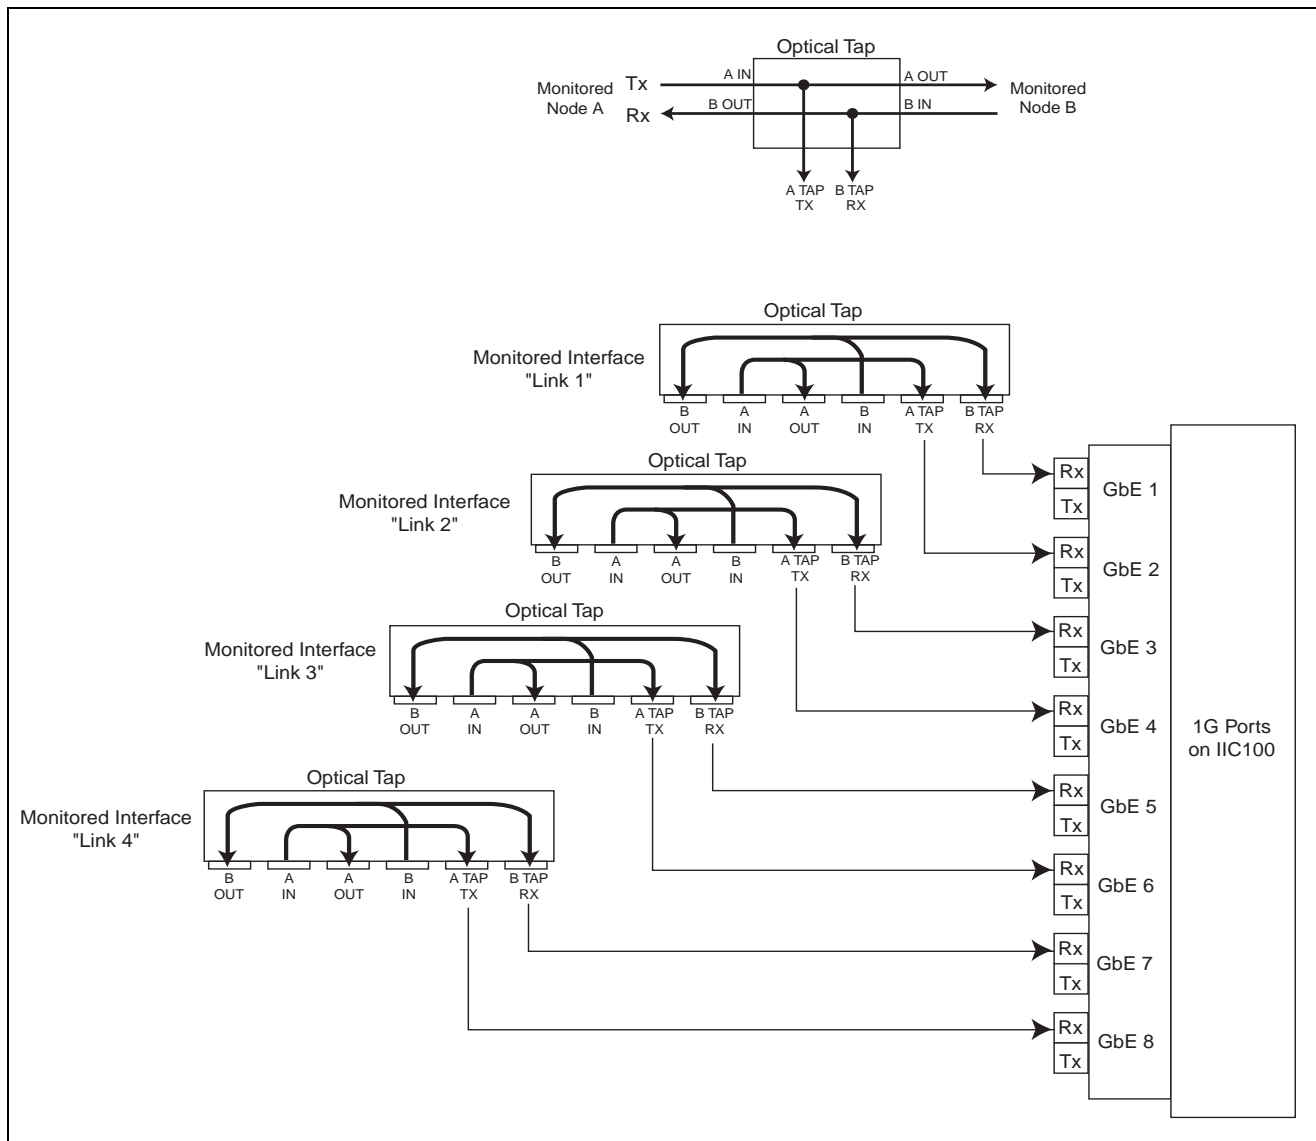 Optical Tap
A IN
A OUT
Monitored
Node A
Tx
Rx
B OUT
B IN
Monitored
Node B
A TAP
TX
B TAP
RX
Optical Tap
Monitored Interface
"Link 1"
B
OUT
A
IN
A
OUT
B
IN
A TAP
TX
B TAP
RX
Optical Tap
Monitored Interface
"Link 2"
B
OUT
A
IN
A
OUT
B
IN
A TAP
TX
B TAP
RX
Optical Tap
Monitored Interface
"Link 3"
B
OUT
A
IN
A
OUT
B
IN
A TAP
TX
B TAP
RX
Optical Tap
Monitored Interface
"Link 4"
B
OUT
A
IN
A
OUT
B
IN
A TAP
TX
B TAP
RX
Rx
Tx
GbE 1
Rx
Tx
GbE 2
Rx
Tx
GbE 3
Rx
Tx
GbE 4
Rx
Tx
GbE 5
Rx
Tx
GbE 6
Rx
Tx
GbE 7
Rx
Tx
GbE 8
1G Ports
on IIC100